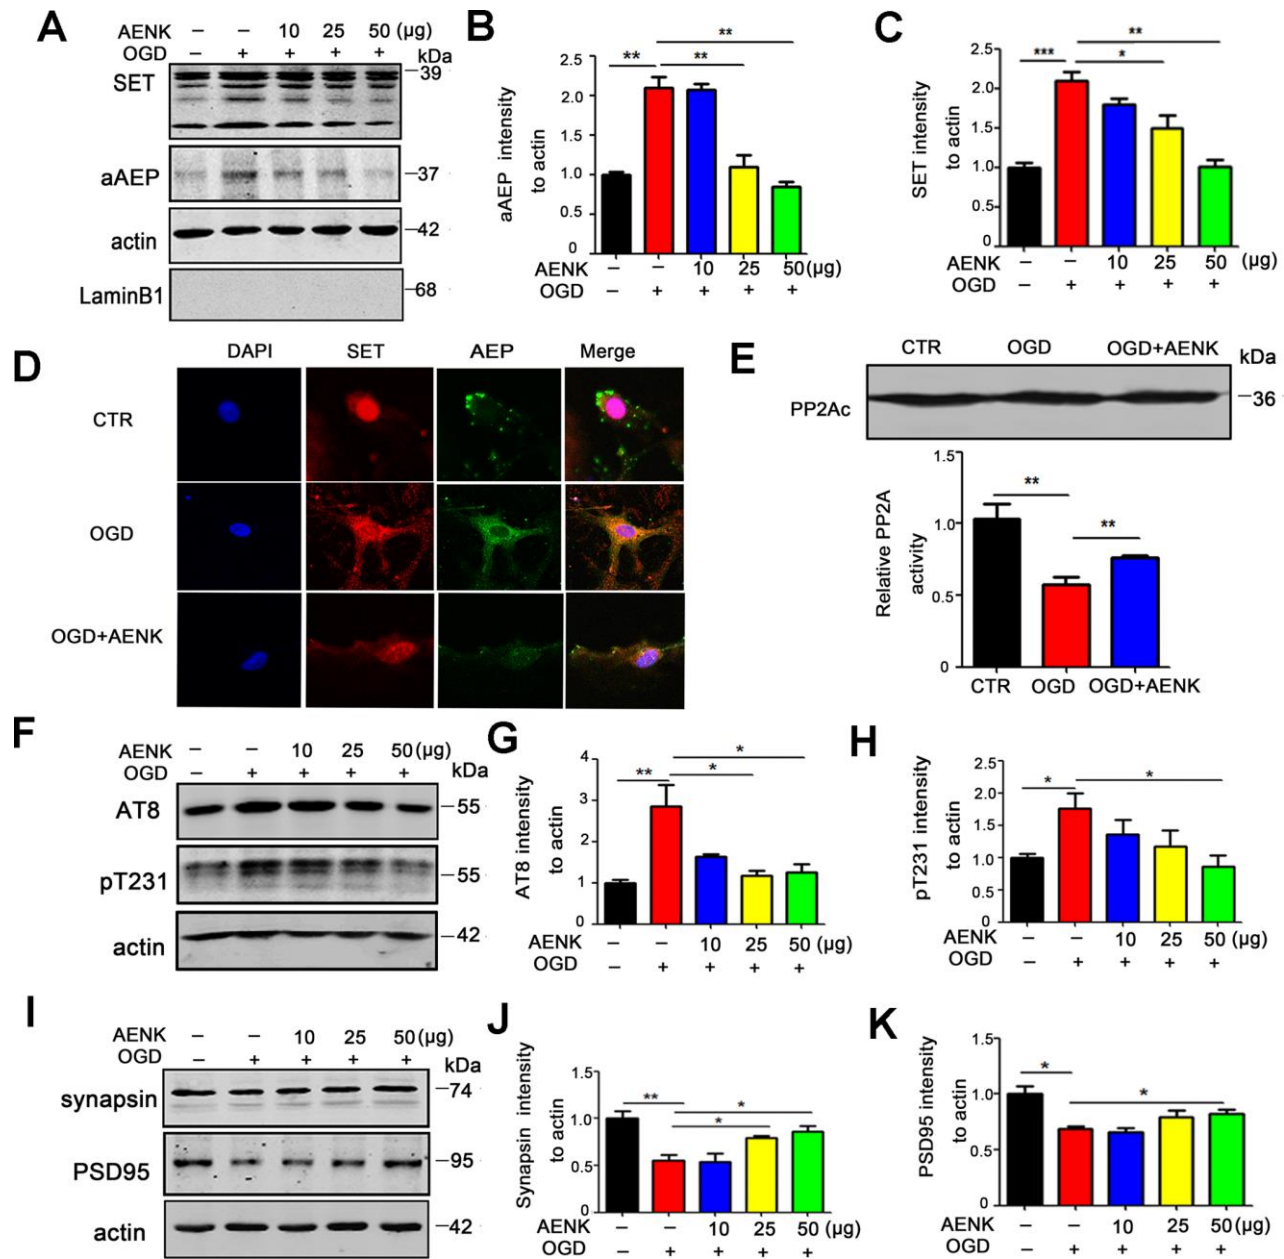 A
AENK – – 10 25 50 (µg)
OGD – + + + + kDa
SET 39
aAEP 37
actin 42
LaminB1 68
B
** ** **
aAEP intensity to actin
2.5
2.0
1.5
1.0
0.5
0
AENK – – 10 25 50 (µg)
OGD – + + + +
C
*** * **
SET intensity to actin
2.5
2.0
1.5
1.0
0.5
0
AENK – – 10 25 50 (µg)
OGD – + + + +
D
DAPI SET AEP Merge
CTR
OGD
OGD+AENK
E
CTR OGD OGD+AENK kDa
PP2Ac 36
** **
Relative PP2A activity
1.5
1.0
0.5
0
CTR OGD OGD+AENK
F
AENK – – 10 25 50 (µg)
OGD – + + + + kDa
AT8 55
pT231 55
actin 42
G
** * *
AT8 intensity to actin
4
3
2
1
0
AENK – – 10 25 50 (µg)
OGD – + + + +
H
* *
pT231 intensity to actin
2.5
2.0
1.5
1.0
0.5
0
AENK – – 10 25 50 (µg)
OGD – + + + +
I
AENK – – 10 25 50 (µg)
OGD – + + + + kDa
synapsin 74
PSD95 95
actin 42
J
** * *
Synapsin intensity to actin
1.5
1.0
0.5
0
AENK – – 10 25 50 (µg)
OGD – + + + +
K
* *
PSD95 intensity to actin
1.5
1.0
0.5
0
AENK – – 10 25 50 (µg)
OGD – + + + +